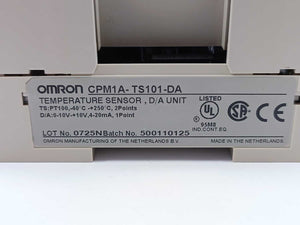 OMRON CPM1A-TS101-DA
TEMPERATURE SENSOR, D/A UNIT
TS:PT100,-40°C -+250°C, 2Points
D/A:0-10V-+10V,4-20mA, 1Point
LISTED
95M8
IND.CONT.EQ.
LOT No. 0725N Batch No. 500110125
OMRON MANUFACTURING OF THE NETHERLANDS B.V.
MADE IN THE NETHERLANDS